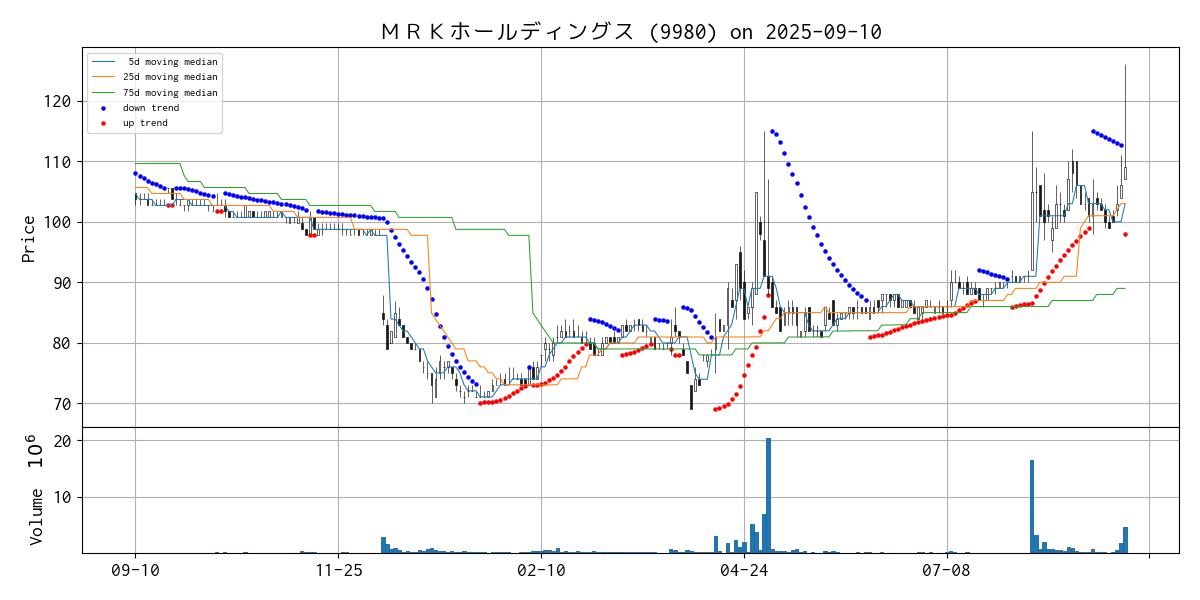 ＭＲＫホールディングス (9980) on 2025-09-10
5d moving median
25d moving median
75d moving median
down trend
up trend
Price
120
110
100
90
80
70
Volume 10^6
20
10
09-10
11-25
02-10
04-24
07-08